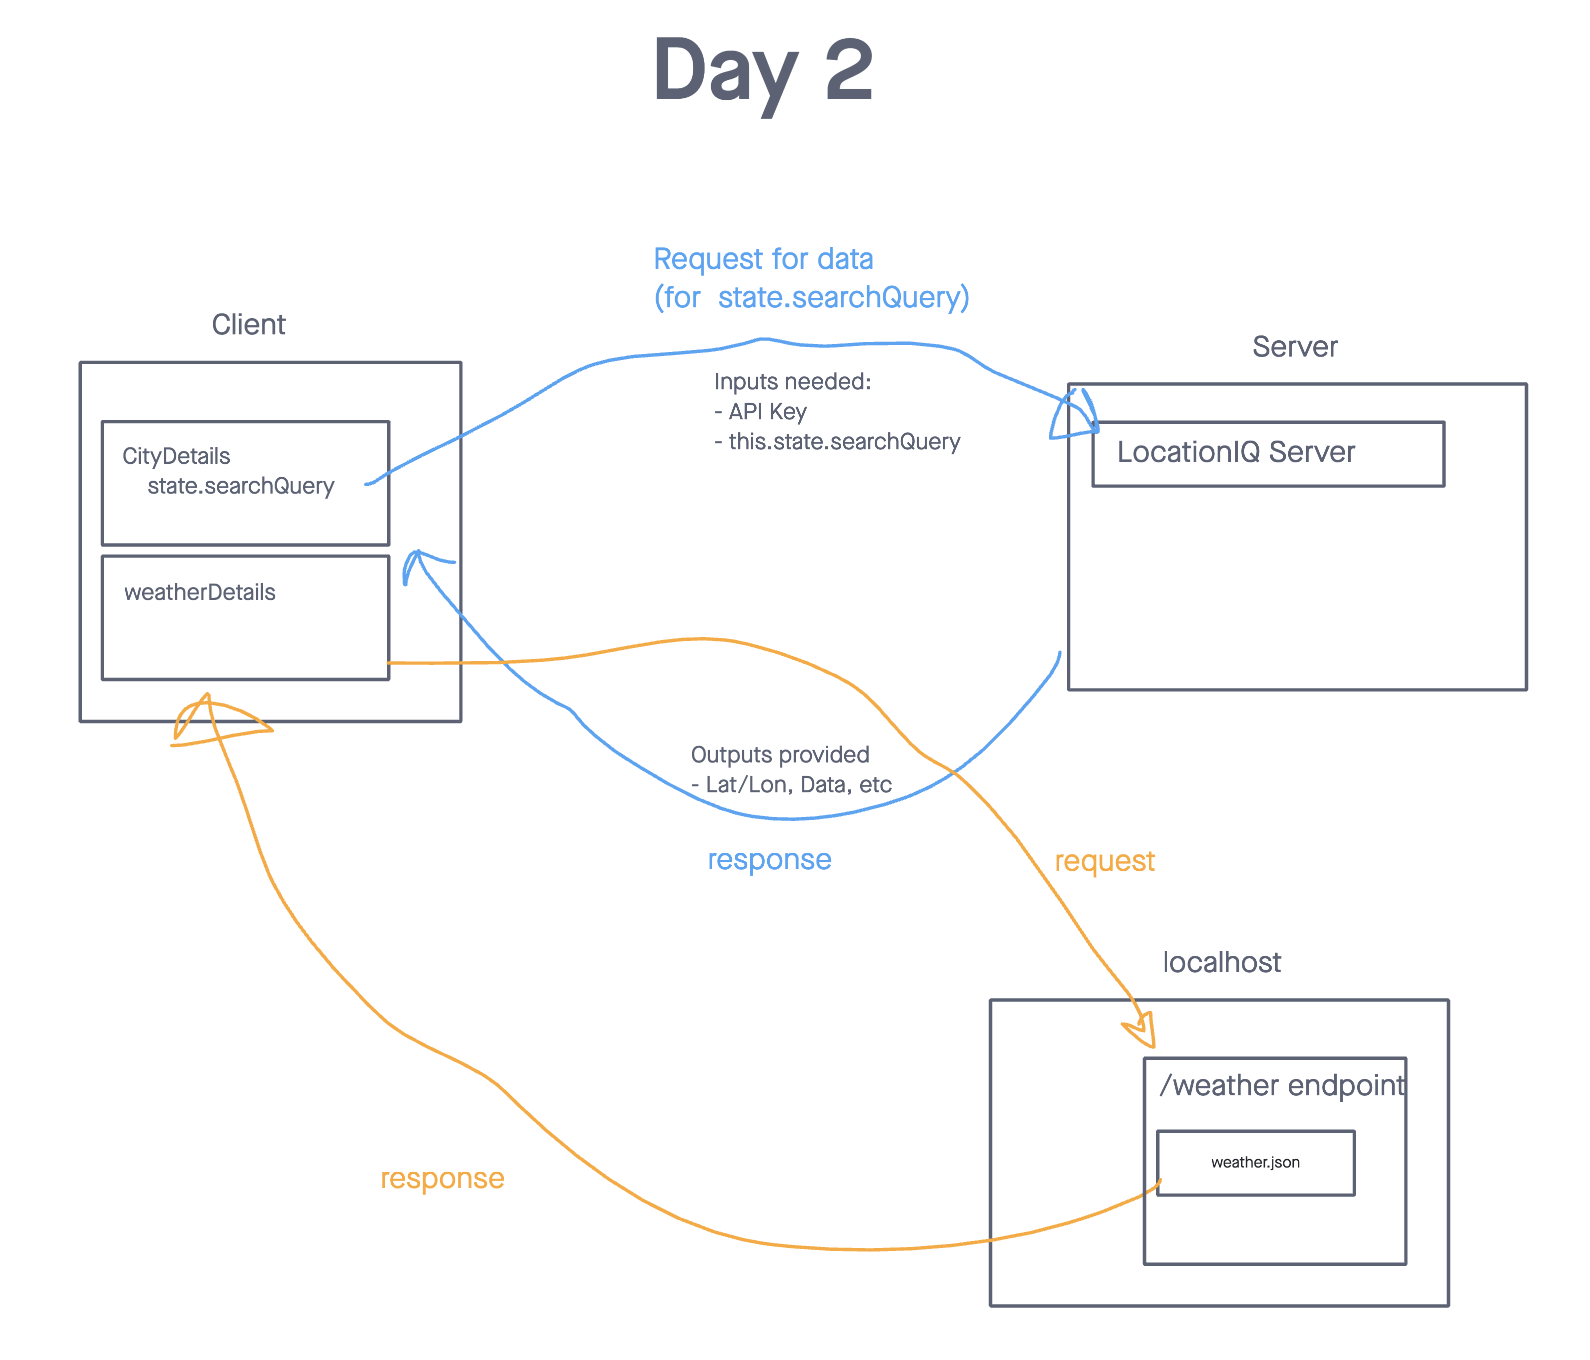 Day 2
Request for data
(for  state.searchQuery)
Client
Server
Inputs needed:
- API Key
- this.state.searchQuery
CityDetails
state.searchQuery
LocationIQ Server
weatherDetails
Outputs provided
- Lat/Lon, Data, etc
response
request
localhost
/weather endpoint
weather.json
response